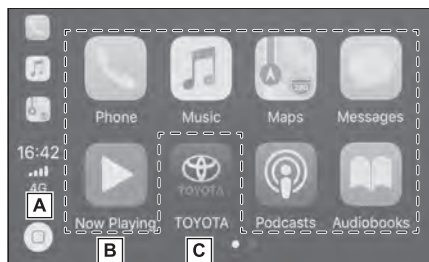 Phone Music Maps Messages
16:42
4G
TOYOTA
A
Now Playing TOYOTA Podcasts Audiobooks
B C